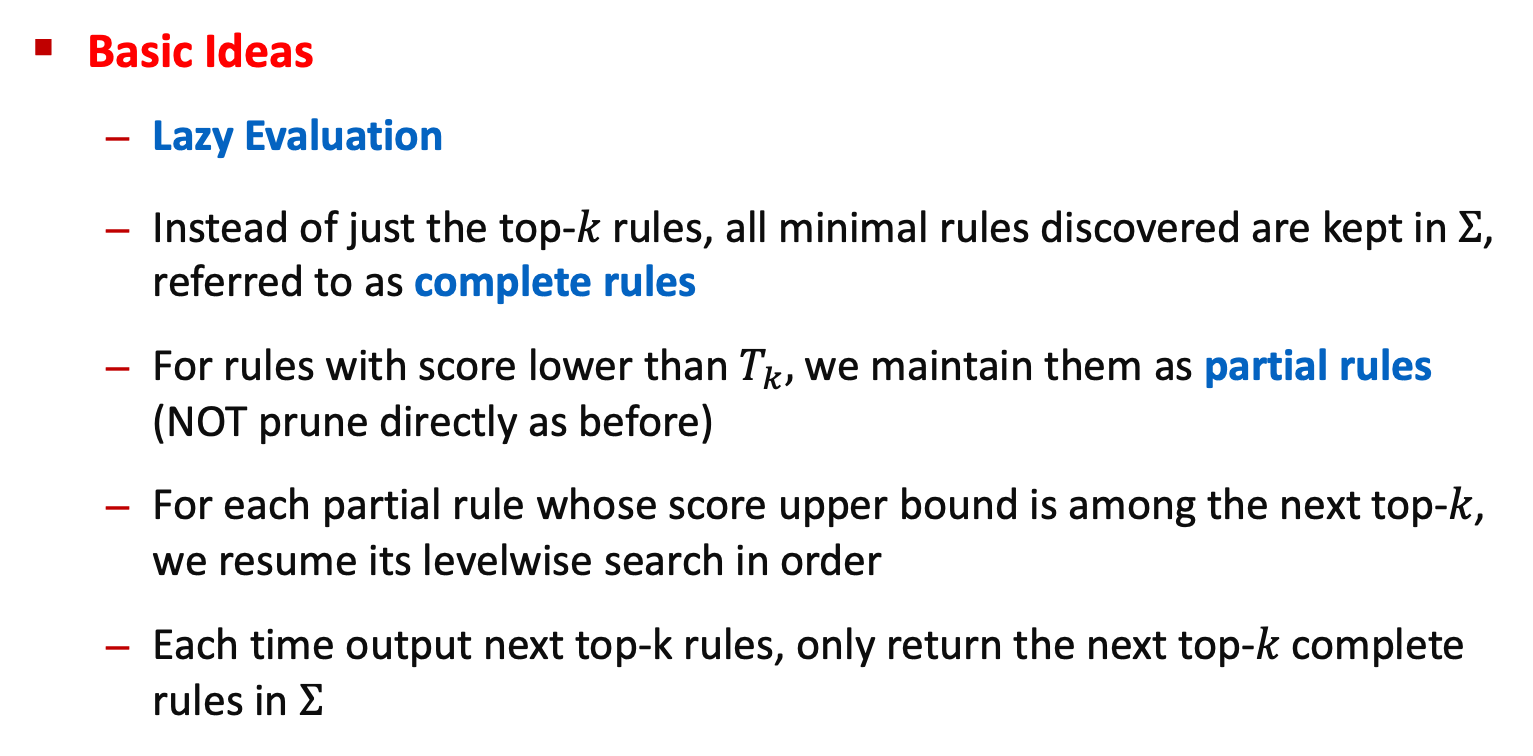 ▪ Basic Ideas
– Lazy Evaluation
– Instead of just the top-k rules, all minimal rules discovered are kept in Σ,
referred to as complete rules
– For rules with score lower than Tₖ, we maintain them as partial rules
(NOT prune directly as before)
– For each partial rule whose score upper bound is among the next top-k,
we resume its levelwise search in order
– Each time output next top-k rules, only return the next top-k complete
rules in Σ